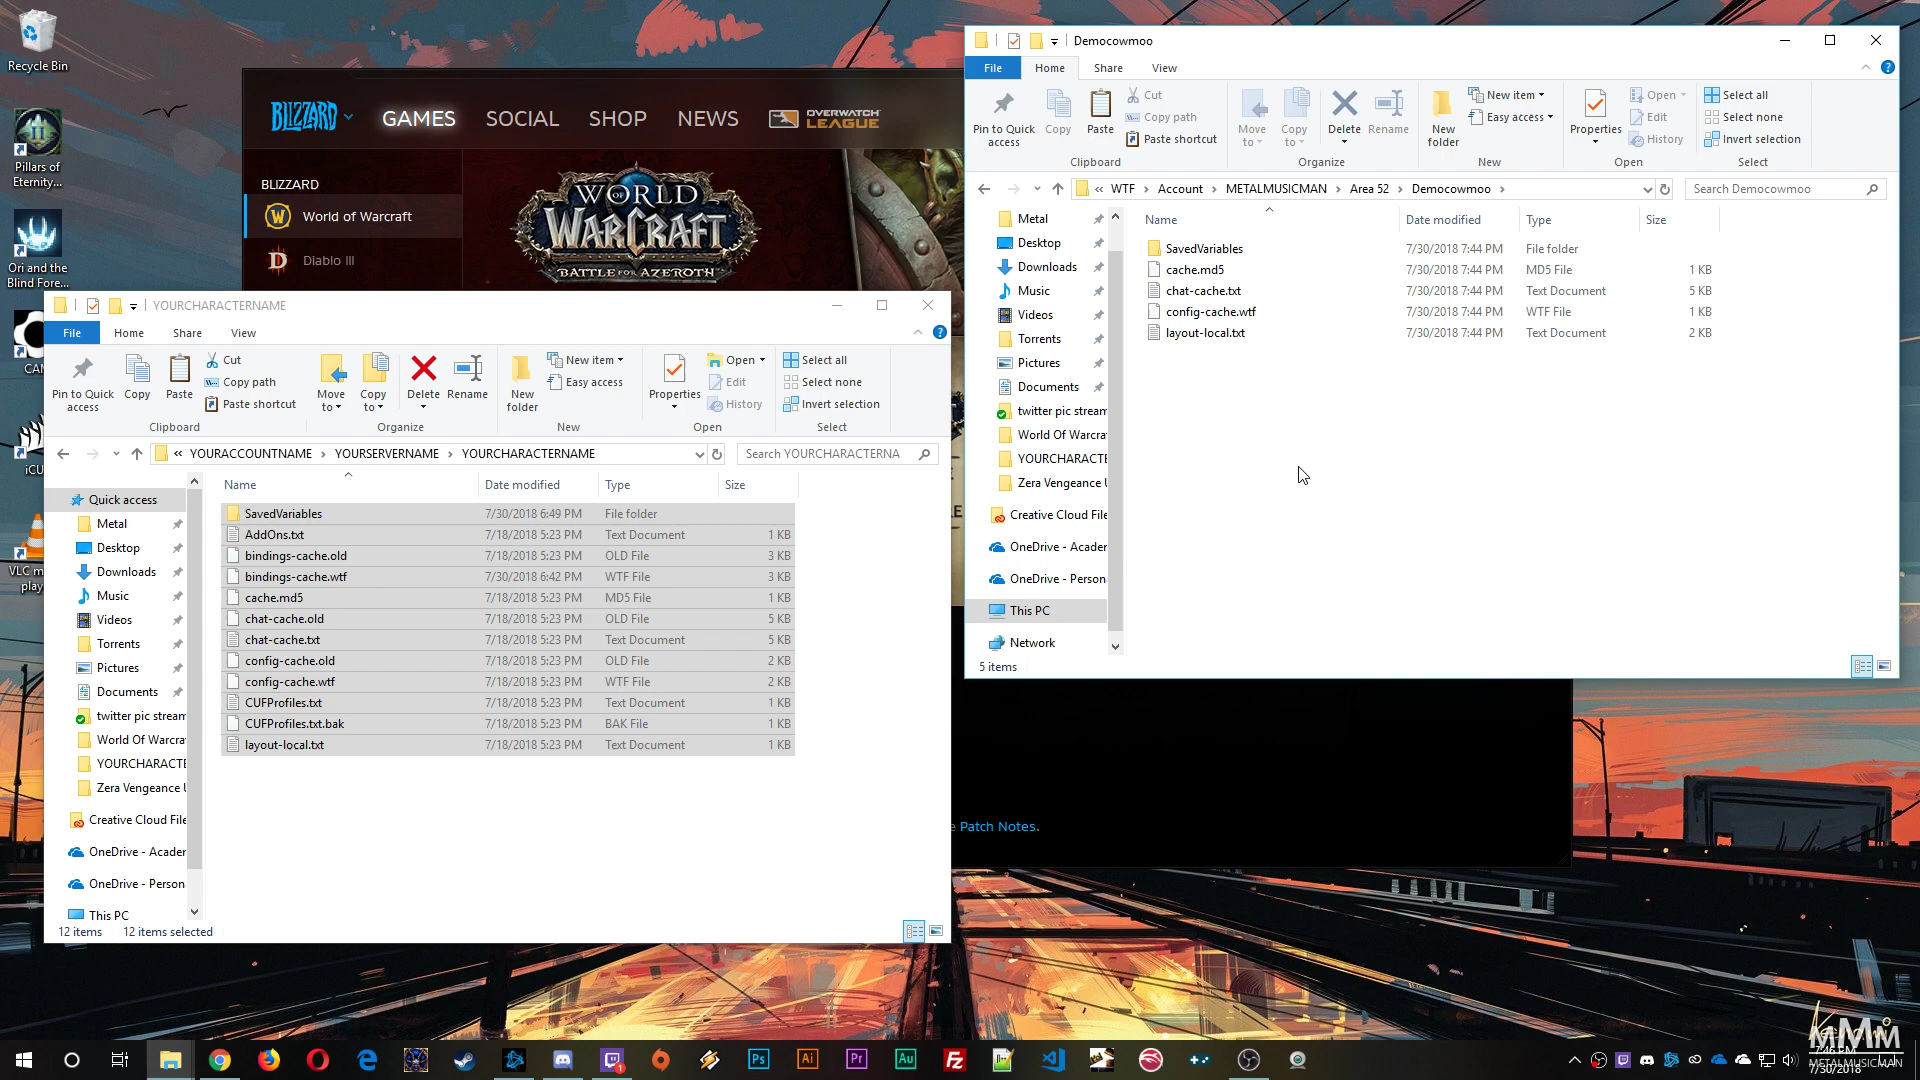 Recycle Bin
Pillars of
Eternity...
Ori and the
Blind Fore...
CAM
iCU
VLC m
play
BLIZZARD
GAMES
SOCIAL
SHOP
NEWS
OVERWATCH
LEAGUE
BLIZZARD
World of Warcraft
Diablo III
WORLD
WARCRAFT
BATTLE FOR AZEROTH
e Patch Notes.
YOURCHARACTERNAME
File
Home
Share
View
Pin to Quick
access
Copy
Paste
Cut
Copy path
Paste shortcut
Clipboard
Move
to
Copy
to
Delete
Rename
Organize
New
folder
New item
Easy access
New
Properties
Open
Edit
History
Open
Select all
Select none
Invert selection
Select
« YOURACCOUNTNAME > YOURSERVERNAME > YOURCHARACTERNAME
Search YOURCHARACTERNA
Quick access
Metal
Desktop
Downloads
Music
Videos
Torrents
Pictures
Documents
twitter pic stream
World Of Warcra
YOURCHARACTE
Zera Vengeance U
Creative Cloud File
OneDrive - Acader
OneDrive - Person
This PC
Name Date modified Type Size
SavedVariables 7/30/2018 6:49 PM File folder
AddOns.txt 7/18/2018 5:23 PM Text Document 1 KB
bindings-cache.old 7/18/2018 5:23 PM OLD File 3 KB
bindings-cache.wtf 7/30/2018 6:42 PM WTF File 3 KB
cache.md5 7/18/2018 5:23 PM MD5 File 1 KB
chat-cache.old 7/18/2018 5:23 PM OLD File 5 KB
chat-cache.txt 7/18/2018 5:23 PM Text Document 5 KB
config-cache.old 7/18/2018 5:23 PM OLD File 2 KB
config-cache.wtf 7/18/2018 5:23 PM WTF File 2 KB
CUFProfiles.txt 7/18/2018 5:23 PM Text Document 1 KB
CUFProfiles.txt.bak 7/18/2018 5:23 PM BAK File 1 KB
layout-local.txt 7/18/2018 5:23 PM Text Document 1 KB
12 items 12 items selected
Democowmoo
File
Home
Share
View
Pin to Quick
access
Copy
Paste
Cut
Copy path
Paste shortcut
Clipboard
Move
to
Copy
to
Delete
Rename
Organize
New
folder
New item
Easy access
New
Properties
Open
Edit
History
Open
Select all
Select none
Invert selection
Select
« WTF > Account > METALMUSICMAN > Area 52 > Democowmoo >
Search Democowmoo
Metal
Desktop
Downloads
Music
Videos
Torrents
Pictures
Documents
twitter pic stream
World Of Warcra
YOURCHARACTE
Zera Vengeance U
Creative Cloud File
OneDrive - Acader
OneDrive - Person
This PC
Network
Name Date modified Type Size
SavedVariables 7/30/2018 7:44 PM File folder
cache.md5 7/30/2018 7:44 PM MD5 File 1 KB
chat-cache.txt 7/30/2018 7:44 PM Text Document 5 KB
config-cache.wtf 7/30/2018 7:44 PM WTF File 1 KB
layout-local.txt 7/30/2018 7:44 PM Text Document 2 KB
5 items
Ps
Ai
Pr
Au
Fz
1
MMM
7:46 PM
METALMUSICMAN
7/30/2018